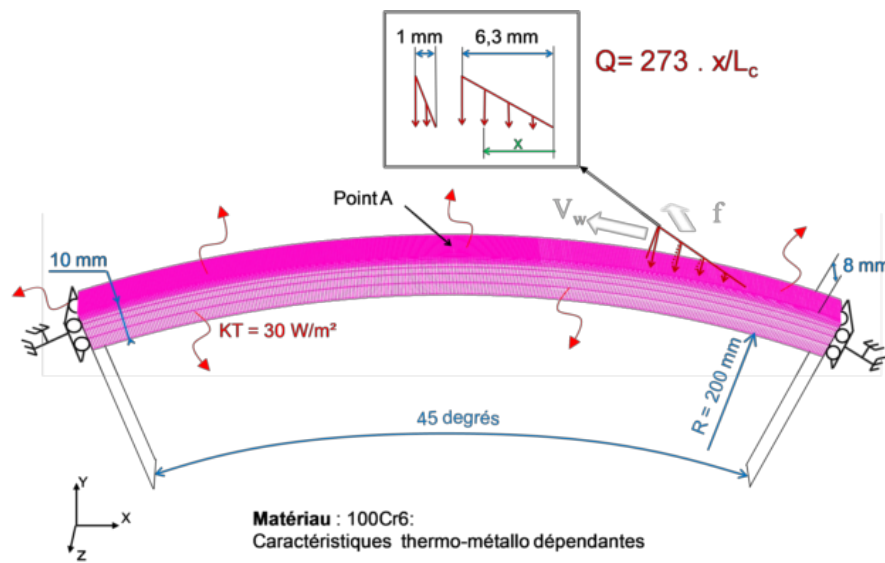 1 mm
6,3 mm
Q= 273 . x/Lc
x
Point A
Vw
f
10 mm
8 mm
KT = 30 W/m²
R = 200 mm
45 degrés
Y
X
Z
Matériau : 100Cr6:
Caractéristiques thermo-métallo dépendantes